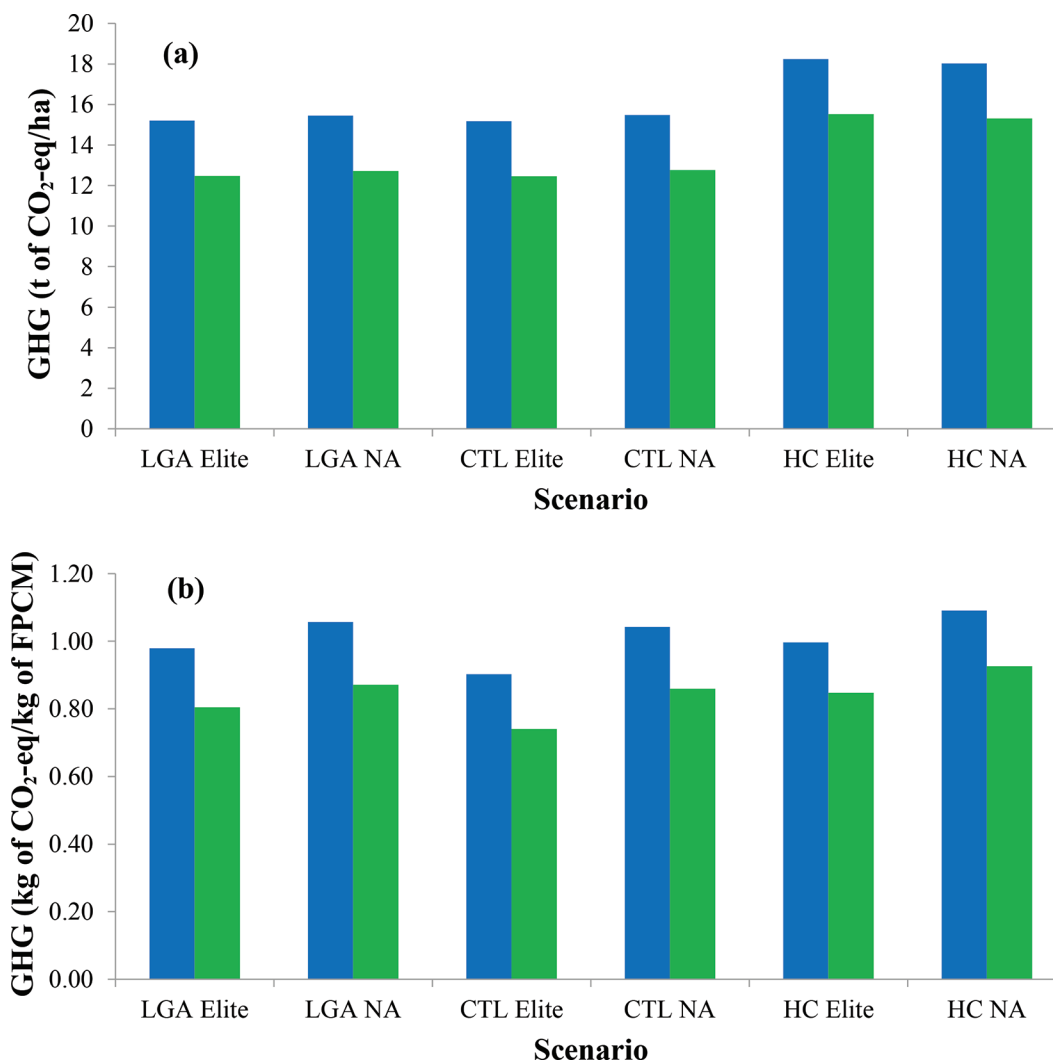 (a)
GHG (t of CO₂-eq/ha)
20
18
16
14
12
10
8
6
4
2
0
LGA Elite LGA NA CTL Elite CTL NA HC Elite HC NA
Scenario
(b)
GHG (kg of CO₂-eq/kg of FPCM)
1.20
1.00
0.80
0.60
0.40
0.20
0.00
LGA Elite LGA NA CTL Elite CTL NA HC Elite HC NA
Scenario